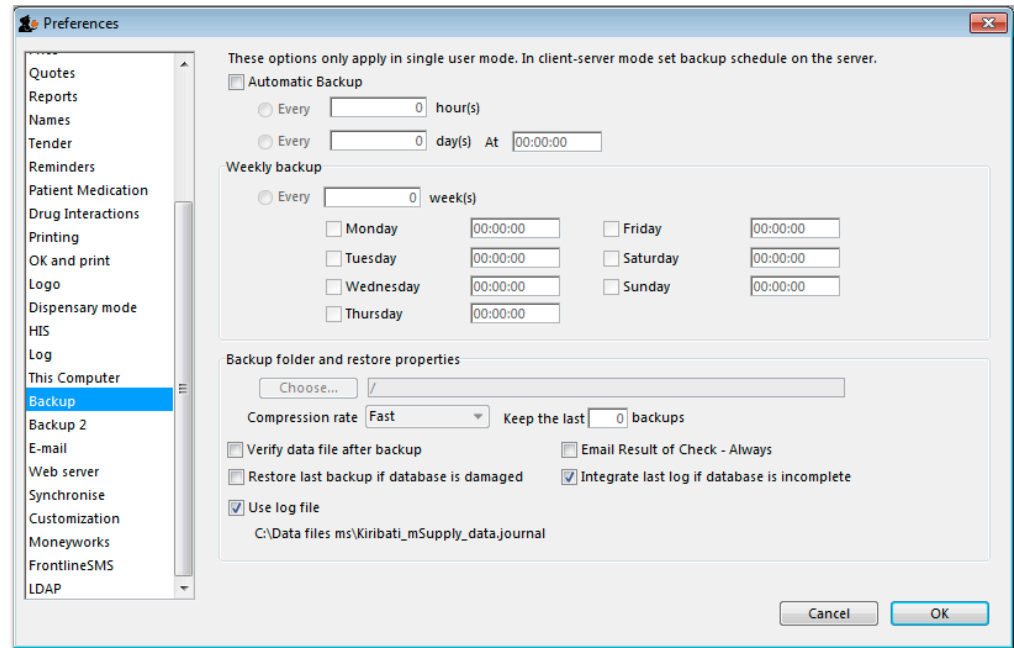 Preferences
Quotes
Reports
Names
Tender
Reminders
Patient Medication
Drug Interactions
Printing
OK and print
Logo
Dispensary mode
HIS
Log
This Computer
Backup
Backup 2
E-mail
Web server
Synchronise
Customization
Moneyworks
FrontlineSMS
LDAP
These options only apply in single user mode. In client-server mode set backup schedule on the server.
Automatic Backup
Every 0 hour(s)
Every 0 day(s) At 00:00:00
Weekly backup
Every 0 week(s)
Monday 00:00:00 Friday 00:00:00
Tuesday 00:00:00 Saturday 00:00:00
Wednesday 00:00:00 Sunday 00:00:00
Thursday 00:00:00
Backup folder and restore properties
Choose... /
Compression rate Fast Keep the last 0 backups
Verify data file after backup Email Result of Check - Always
Restore last backup if database is damaged Integrate last log if database is incomplete
Use log file
C:\Data files ms\Kiribati_mSupply_data.journal
Cancel OK